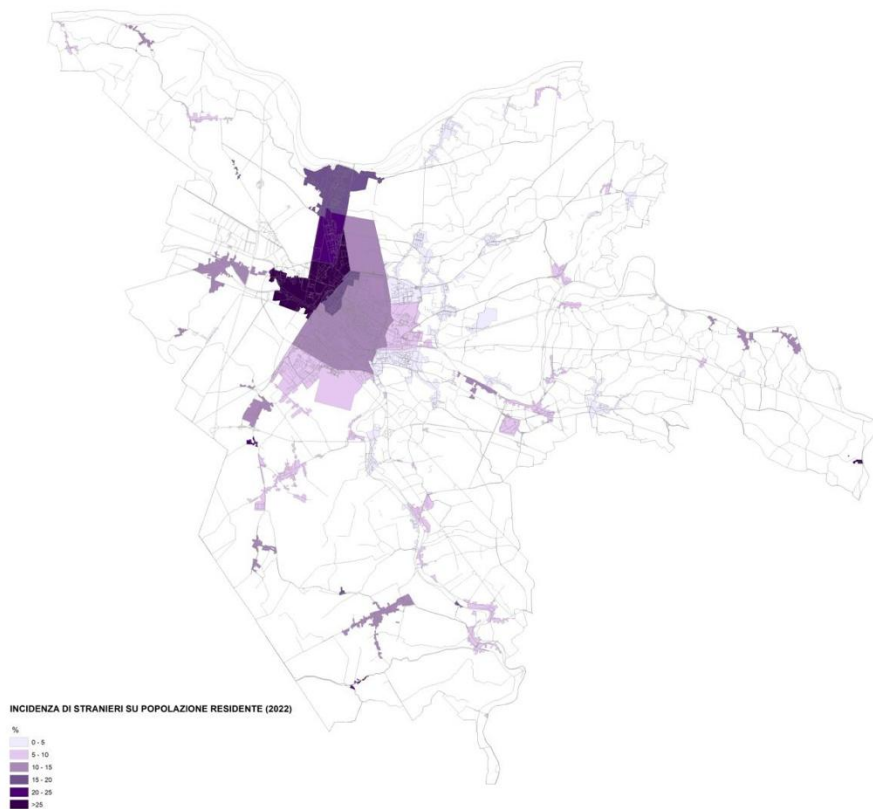 INCIDENZA DI STRANIERI SU POPOLAZIONE RESIDENTE (2022)
%
0 - 5
5 - 10
10 - 15
15 - 20
20 - 25
>25